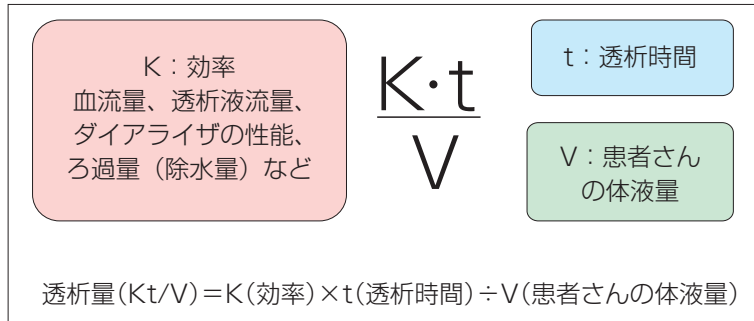 K：効率
血流量、透析液流量、
ダイアライザの性能、
ろ過量（除水量）など
K・t
V
t：透析時間
V：患者さん
の体液量
透析量(Kt/V)＝K(効率)×t(透析時間)÷V(患者さんの体液量)